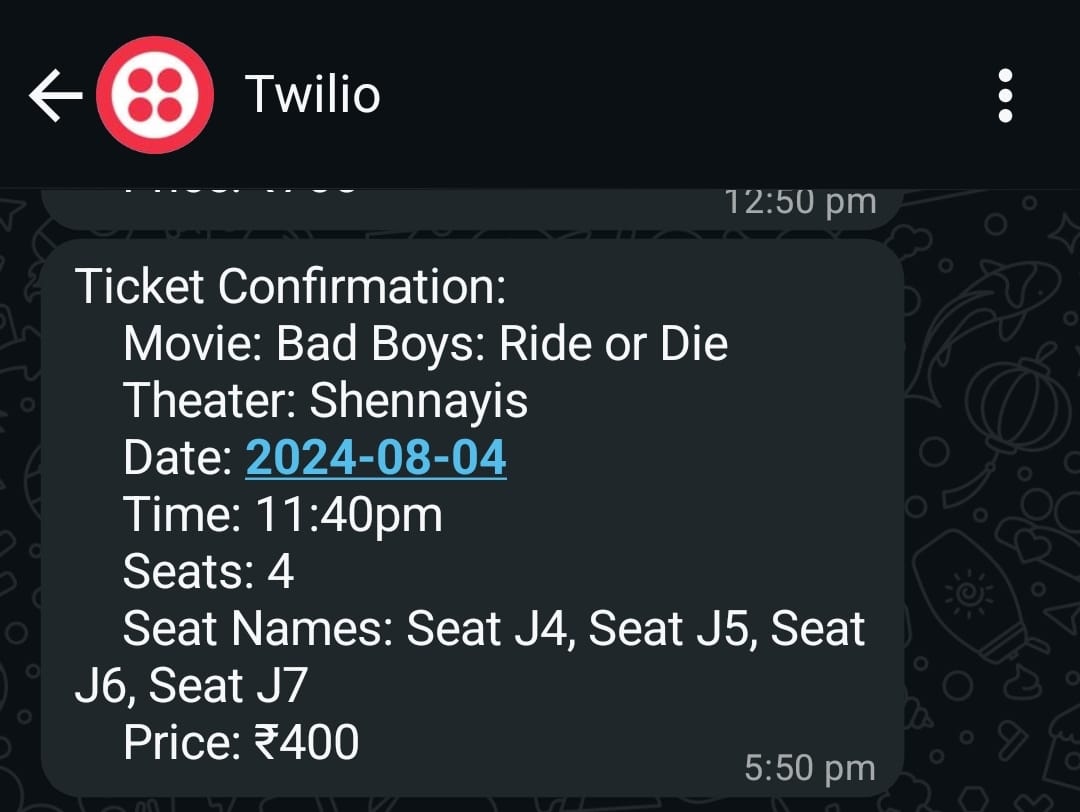 Twilio
12:50 pm
Ticket Confirmation:
Movie: Bad Boys: Ride or Die
Theater: Shennayis
Date: 2024-08-04
Time: 11:40pm
Seats: 4
Seat Names: Seat J4, Seat J5, Seat
J6, Seat J7
Price: ₹400
5:50 pm